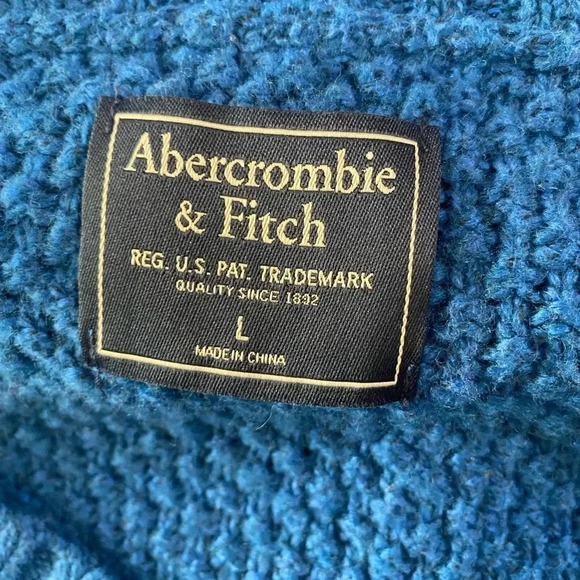 Abercrombie
& Fitch
REG. U.S. PAT. TRADEMARK
QUALITY SINCE 1892
L
MADE IN CHINA